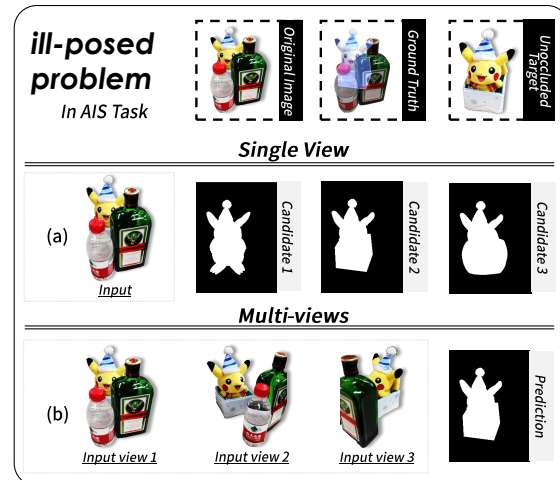 ill-posed
problem
In AIS Task
Original Image
Ground Truth
Unoccluded
Target
Single View
(a)
Input
Candidate 1
Candidate 2
Candidate 3
Multi-views
(b)
Input view 1
Input view 2
Input view 3
Prediction